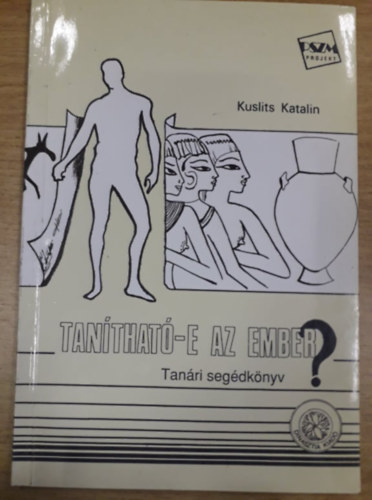 PSZM
PROJEKT
Kuslits Katalin
TANÍTHATÓ-E AZ EMBER?
Tanári segédkönyv